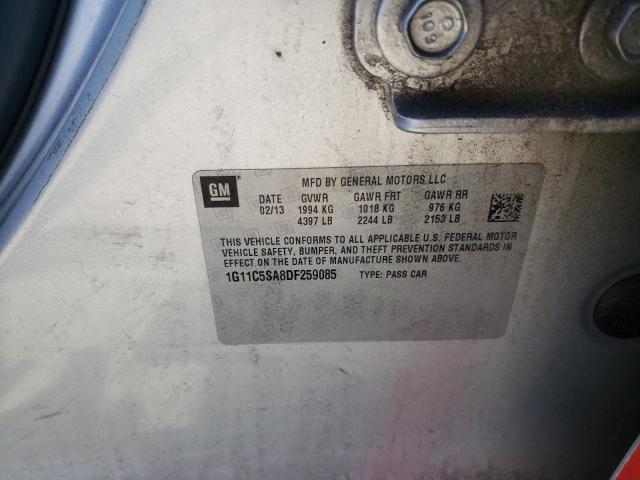 109
GM
MFD BY GENERAL MOTORS LLC
DATE GVWR GAWR FRT GAWR RR
02/13 1994 KG 1018 KG 976 KG
4397 LB 2244 LB 2153 LB
THIS VEHICLE CONFORMS TO ALL APPLICABLE U.S. FEDERAL MOTOR
VEHICLE SAFETY, BUMPER, AND THEFT PREVENTION STANDARDS IN
EFFECT ON THE DATE OF MANUFACTURE SHOWN ABOVE.
1G11C5SA8DF259085 TYPE: PASS CAR